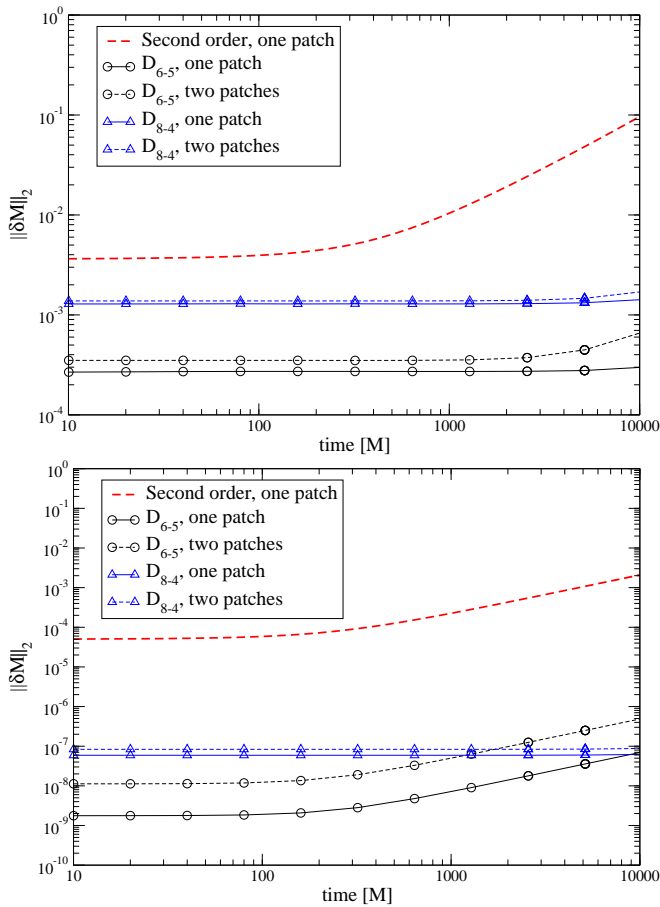 10^0
10^-1
10^-2
10^-3
10^-4
||δM||_2
Second order, one patch
D_6-5, one patch
D_6-5, two patches
D_8-4, one patch
D_8-4, two patches
10 100 1000 10000
time [M]
10^0
10^-1
10^-2
10^-3
10^-4
10^-5
10^-6
10^-7
10^-8
10^-9
10^-10
||δM||_2
Second order, one patch
D_6-5, one patch
D_6-5, two patches
D_8-4, one patch
D_8-4, two patches
10 100 1000 10000
time [M]